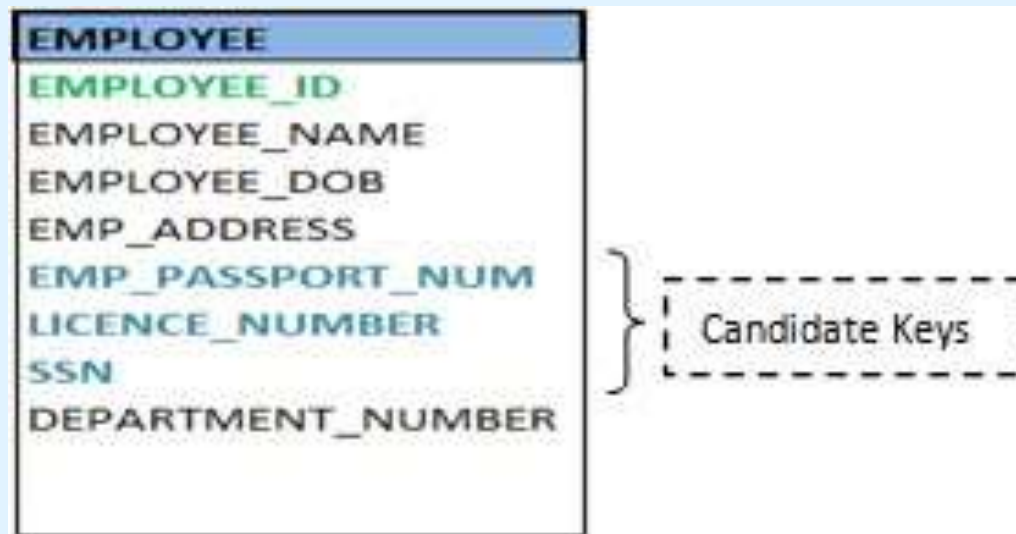 EMPLOYEE
EMPLOYEE_ID
EMPLOYEE_NAME
EMPLOYEE_DOB
EMP_ADDRESS
EMP_PASSPORT_NUM
LICENCE_NUMBER
SSN
DEPARTMENT_NUMBER
Candidate Keys